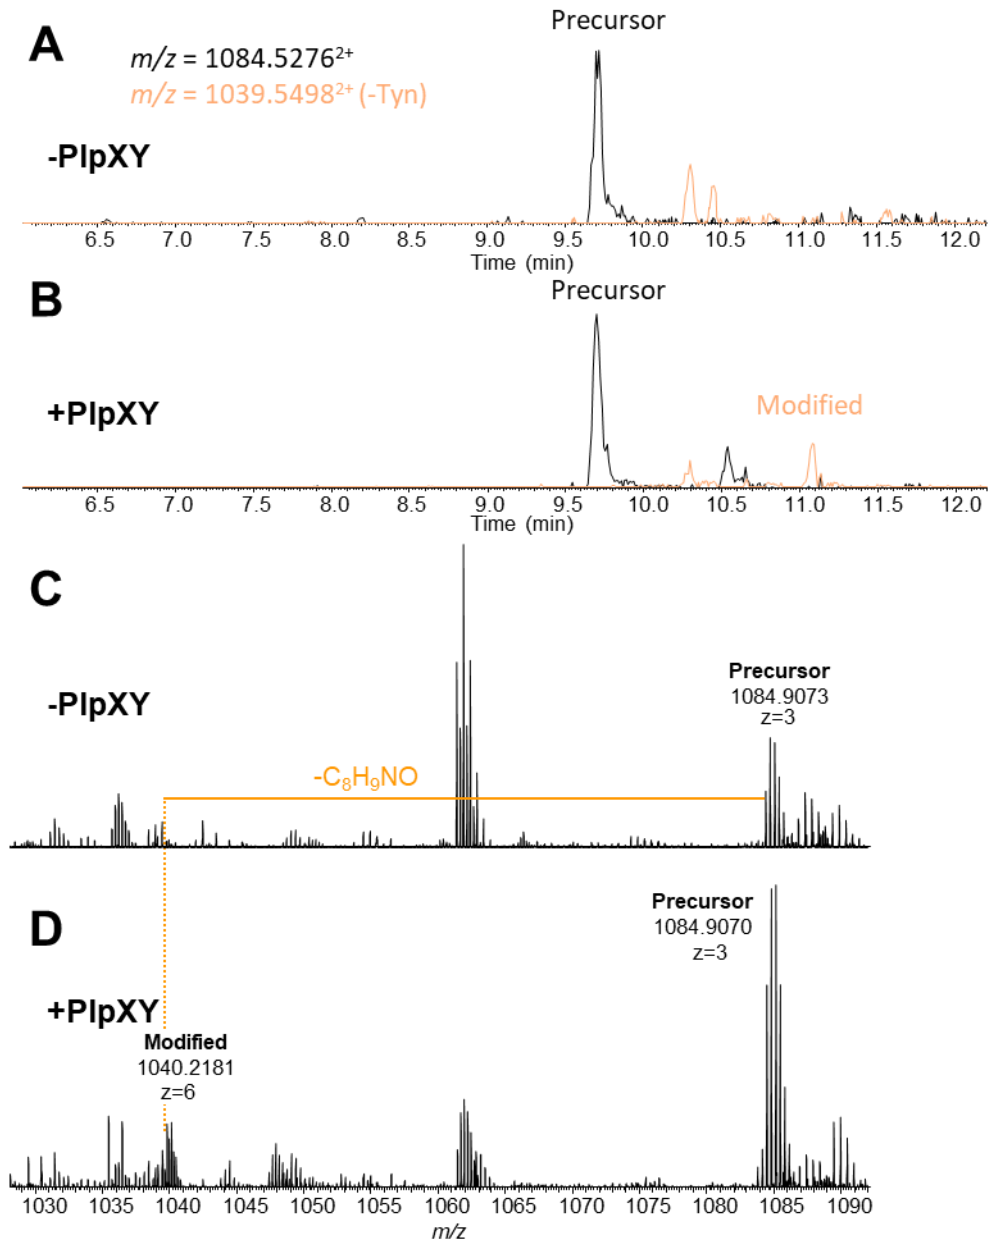 A
Precursor
m/z = 1084.5276²⁺
m/z = 1039.5498²⁺ (-Tyn)
-PlpXY
6.5 7.0 7.5 8.0 8.5 9.0 9.5 10.0 10.5 11.0 11.5 12.0
Time (min)
B
Precursor
+PlpXY
Modified
6.5 7.0 7.5 8.0 8.5 9.0 9.5 10.0 10.5 11.0 11.5 12.0
Time (min)
C
-PlpXY
Precursor
1084.9073
z=3
-C₈H₉NO
D
Precursor
1084.9070
z=3
+PlpXY
Modified
1040.2181
z=6
1030 1035 1040 1045 1050 1055 1060 1065 1070 1075 1080 1085 1090
m/z